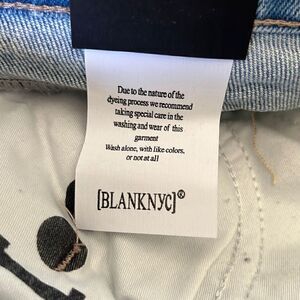 Due to the nature of the
dyeing process we recommend
taking special care in the
washing and wear of this
garment
Wash alone, with like colors,
or not at all
[BLANKNYC]®